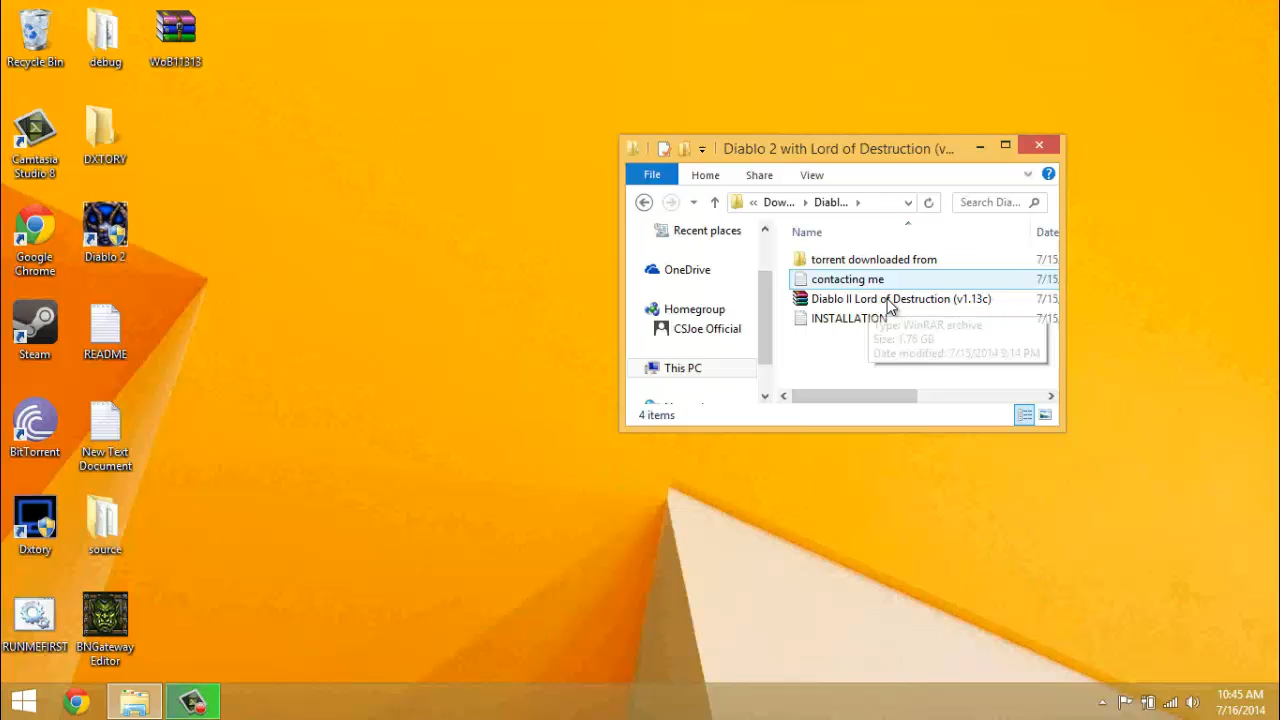 Recycle Bin
debug
WoB11313
Camtasia
Studio 8
DXTORY
Google
Chrome
Diablo 2
Steam
README
BitTorrent
New Text
Document
Dxtory
source
RUNMEFIRST
BNGateway
Editor
Diablo 2 with Lord of Destruction (v...
File Home Share View
« Dow... Diabl...
Search Dia...
Recent places
OneDrive
Homegroup
CSJoe Official
This PC
Name Date
torrent downloaded from 7/15
contacting me 7/15
Diablo II Lord of Destruction (v1.13c) 7/15
INSTALLATION 7/15
Type: WinRAR archive
Size: 1.76 GB
Date modified: 7/15/2014 9:14 PM
4 items
10:45 AM
7/16/2014